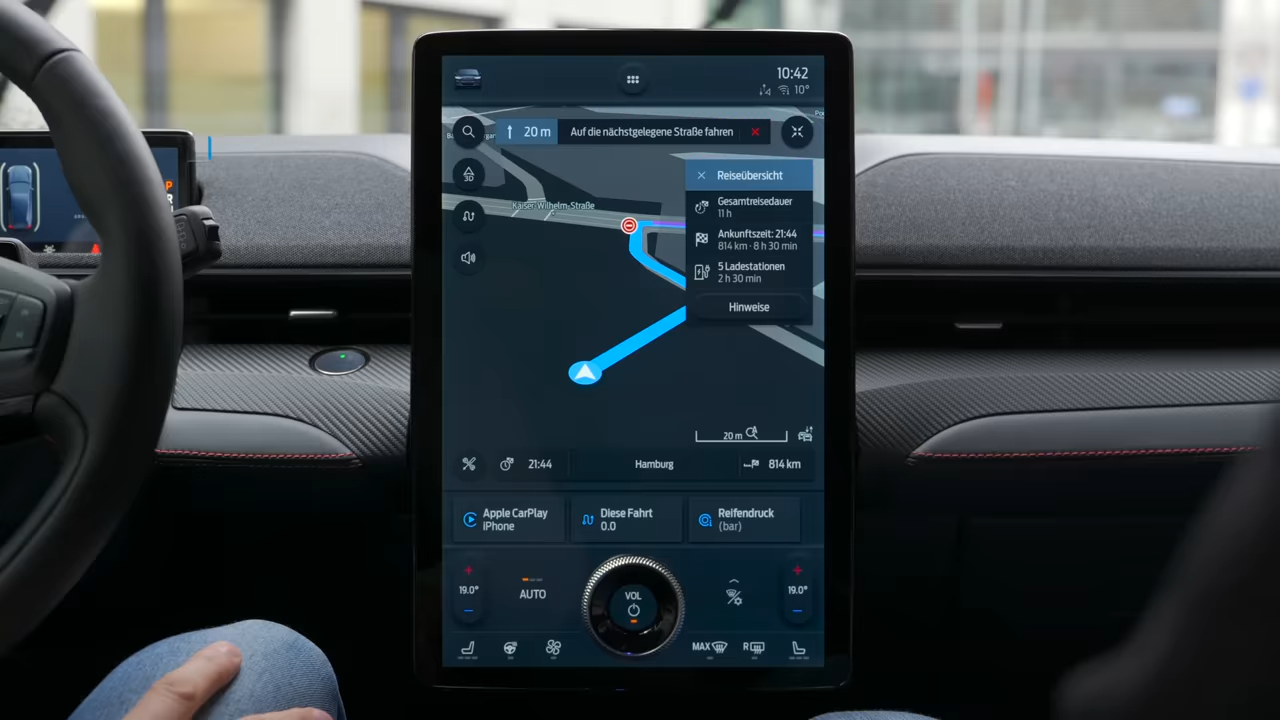 10:42
10°
20 m
Auf die nächstgelegene Straße fahren
3D
Kaiser-Wilhelm-Straße
Reiseübersicht
Gesamtreisedauer
11 h
Ankunftszeit: 21:44
814 km · 8 h 30 min
5 Ladestationen
2 h 30 min
Hinweise
20 m
21:44
Hamburg
814 km
Apple CarPlay
iPhone
Diese Fahrt
0.0
Reifendruck
(bar)
19.0°
AUTO
VOL
19.0°
MAX
R